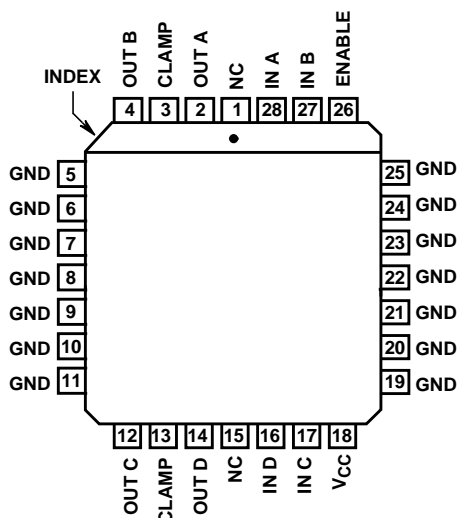 INDEX
OUT B
CLAMP
OUT A
NC
IN A
IN B
ENABLE
4 3 2 1 28 27 26
GND 5 25 GND
GND 6 24 GND
GND 7 23 GND
GND 8 22 GND
GND 9 21 GND
GND 10 20 GND
GND 11 19 GND
12 13 14 15 16 17 18
OUT C
CLAMP
OUT D
NC
IN D
IN C
VCC